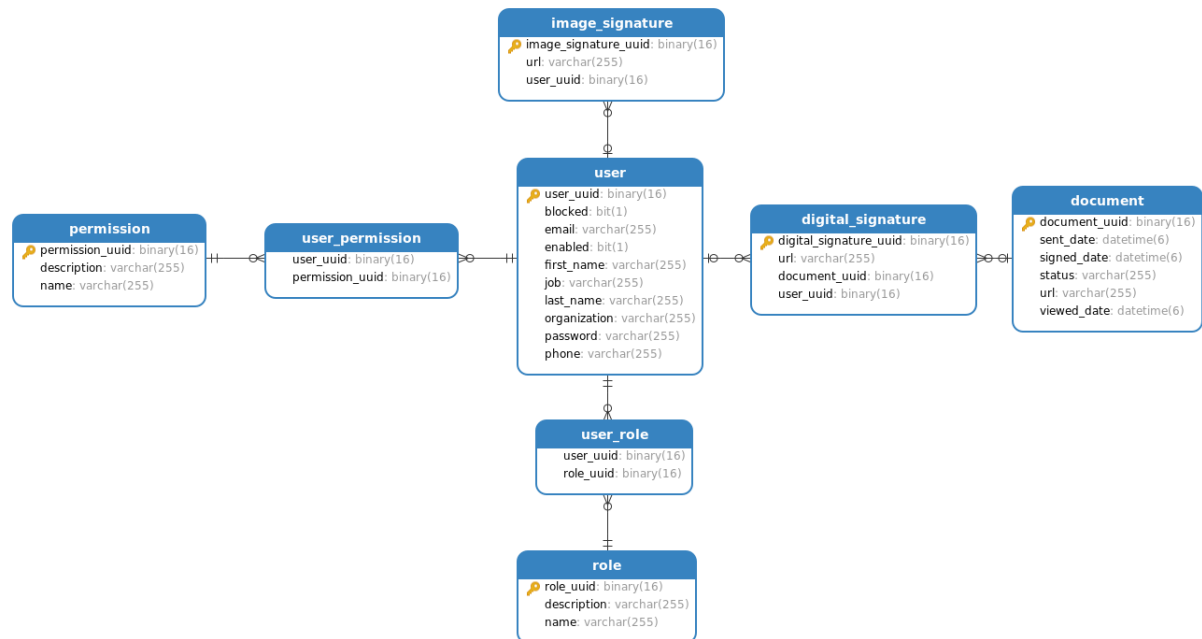 image_signature
image_signature_uuid: binary(16)
url: varchar(255)
user_uuid: binary(16)
user
user_uuid: binary(16)
blocked: bit(1)
email: varchar(255)
enabled: bit(1)
first_name: varchar(255)
job: varchar(255)
last_name: varchar(255)
organization: varchar(255)
password: varchar(255)
phone: varchar(255)
permission
permission_uuid: binary(16)
description: varchar(255)
name: varchar(255)
user_permission
user_uuid: binary(16)
permission_uuid: binary(16)
digital_signature
digital_signature_uuid: binary(16)
url: varchar(255)
document_uuid: binary(16)
user_uuid: binary(16)
document
document_uuid: binary(16)
sent_date: datetime(6)
signed_date: datetime(6)
status: varchar(255)
url: varchar(255)
viewed_date: datetime(6)
user_role
user_uuid: binary(16)
role_uuid: binary(16)
role
role_uuid: binary(16)
description: varchar(255)
name: varchar(255)